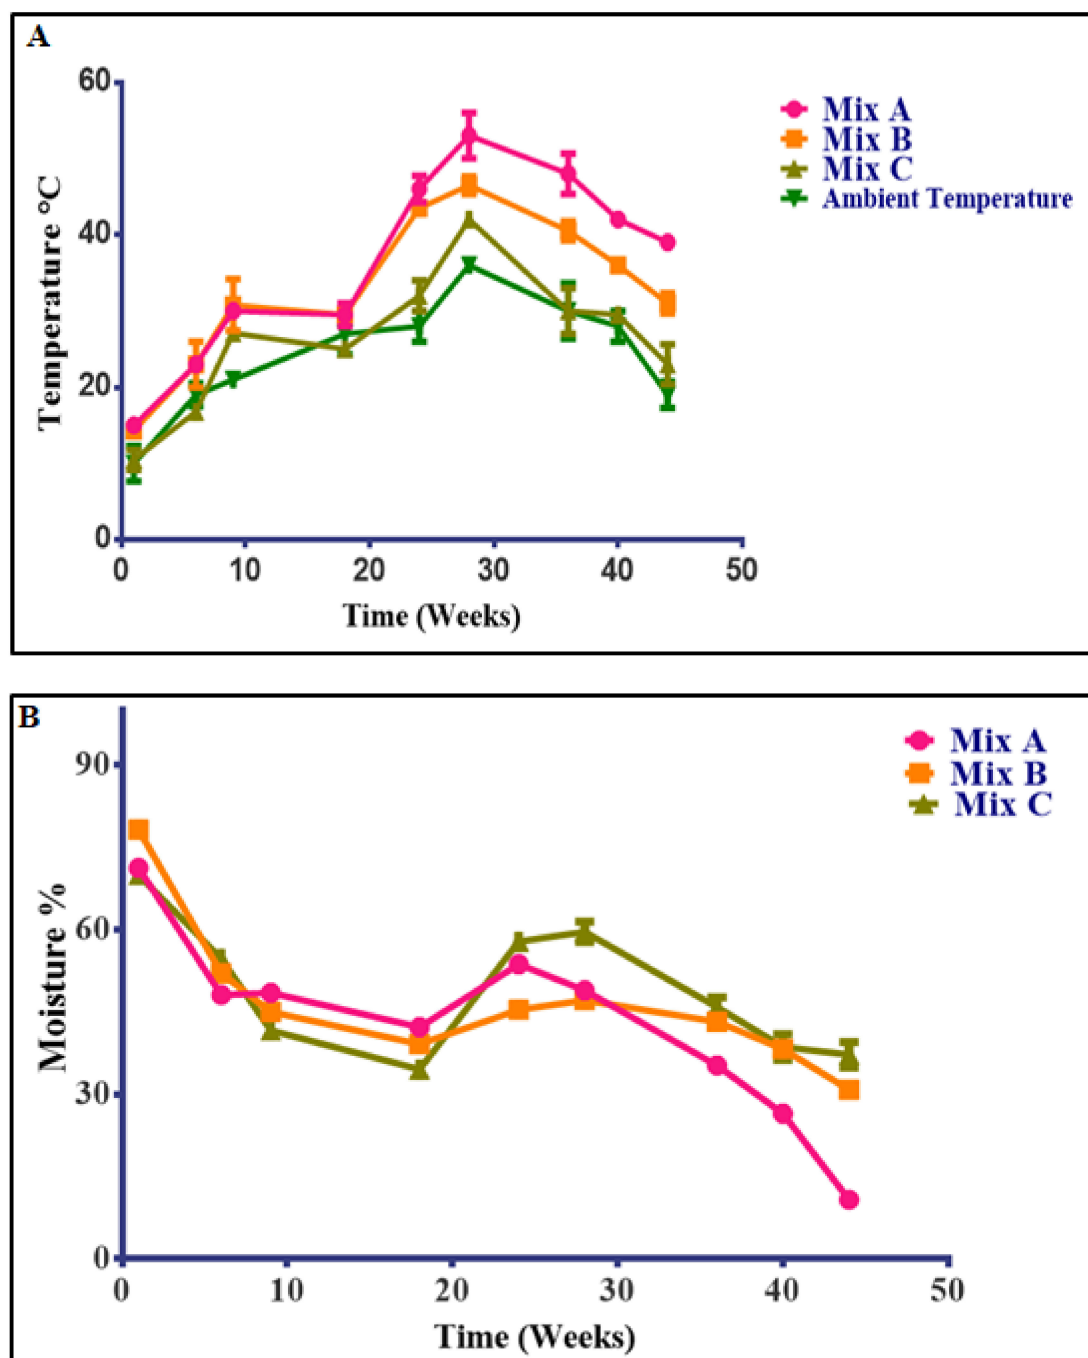 A
60
40
20
0
Temperature °C
0 10 20 30 40 50
Time (Weeks)
Mix A
Mix B
Mix C
Ambient Temperature
B
90
60
30
0
Moisture %
0 10 20 30 40 50
Time (Weeks)
Mix A
Mix B
Mix C